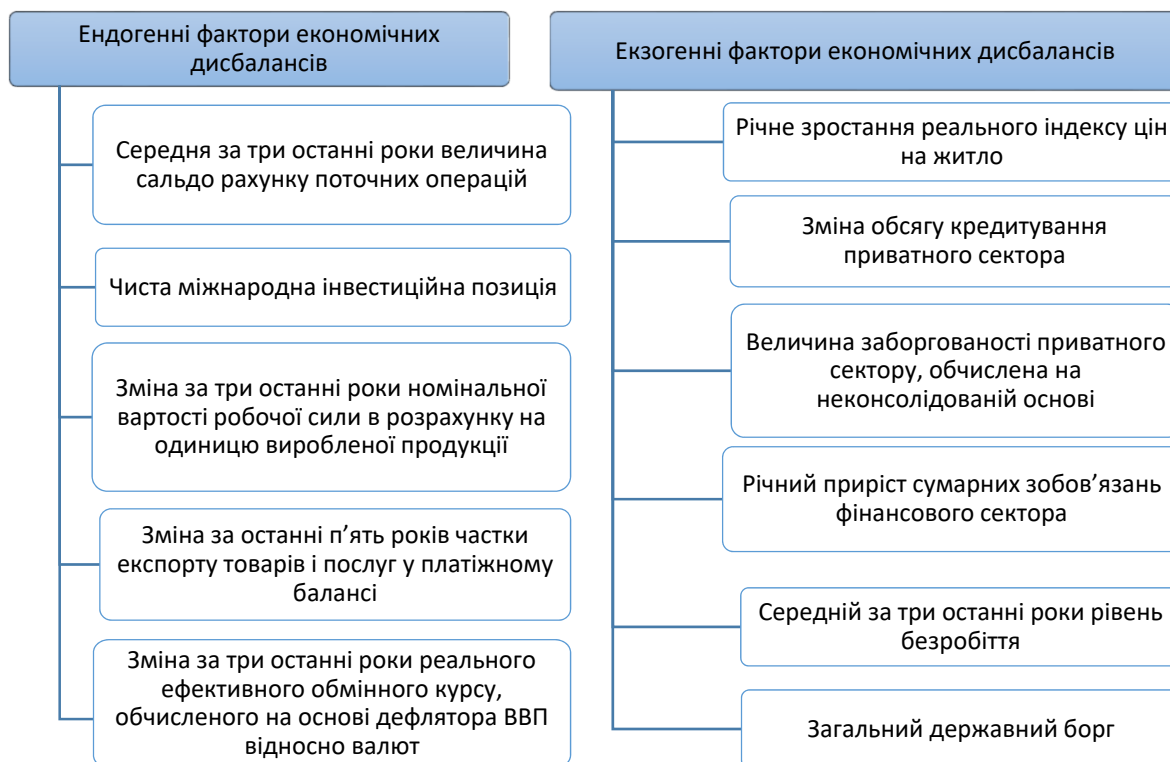 Ендогенні фактори економічних
дисбалансів
Середня за три останні роки величина
сальдо рахунку поточних операцій
Чиста міжнародна інвестиційна позиція
Зміна за три останні роки номінальної
вартості робочої сили в розрахунку на
одиницю виробленої продукції
Зміна за останні п’ять років частки
експорту товарів і послуг у платіжному
балансі
Зміна за три останні роки реального
ефективного обмінного курсу,
обчисленого на основі дефлятора ВВП
відносно валют
Екзогенні фактори економічних дисбалансів
Річне зростання реального індексу цін
на житло
Зміна обсягу кредитування
приватного сектора
Величина заборгованості приватного
сектору, обчислена на
неконсолідованій основі
Річний приріст сумарних зобов’язань
фінансового сектора
Середній за три останні роки рівень
безробіття
Загальний державний борг